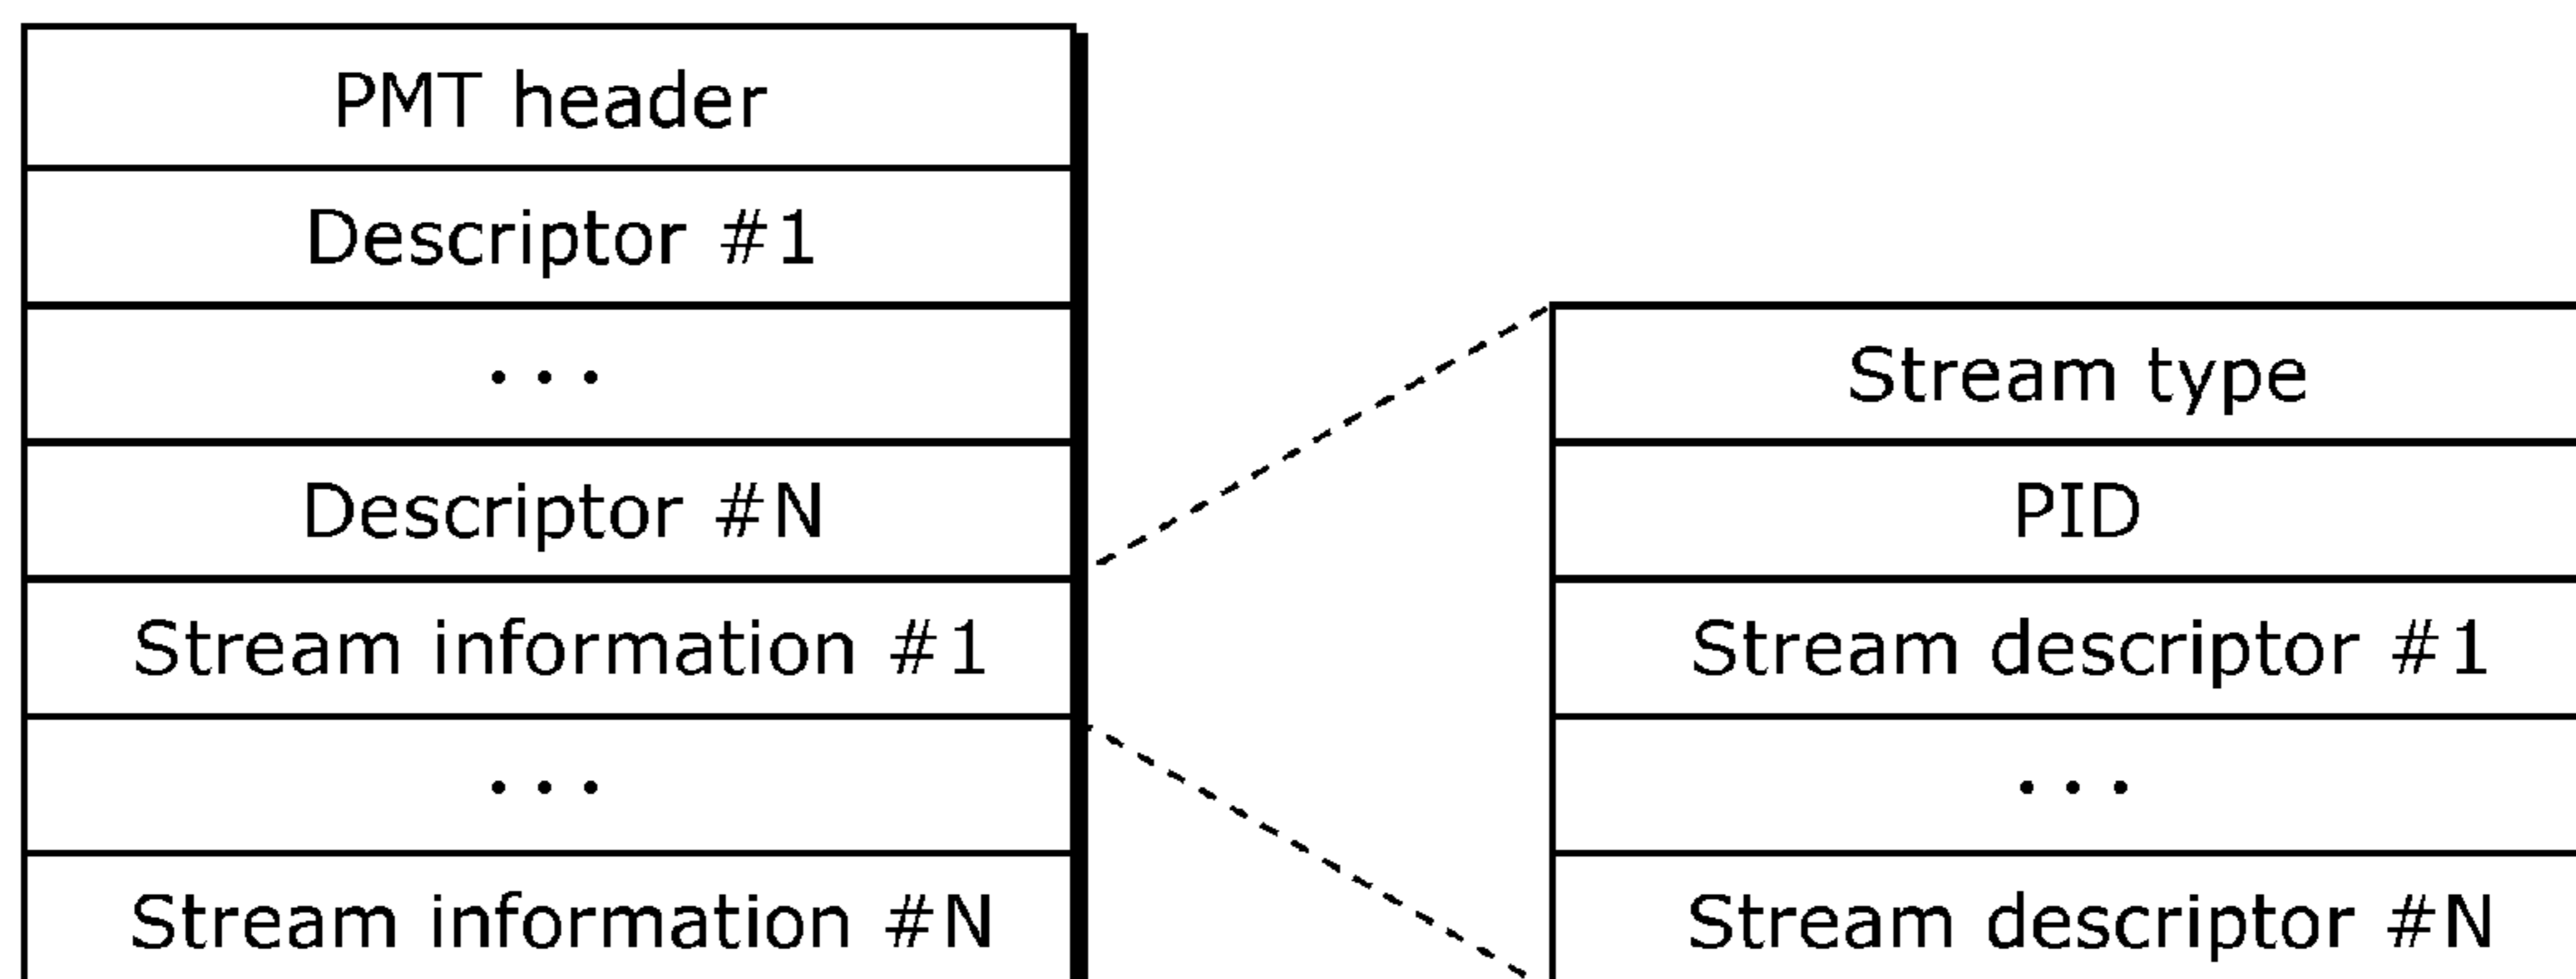 PMT header
Descriptor #1
...
Descriptor #N
Stream information #1
...
Stream information #N
Stream type
PID
Stream descriptor #1
...
Stream descriptor #N